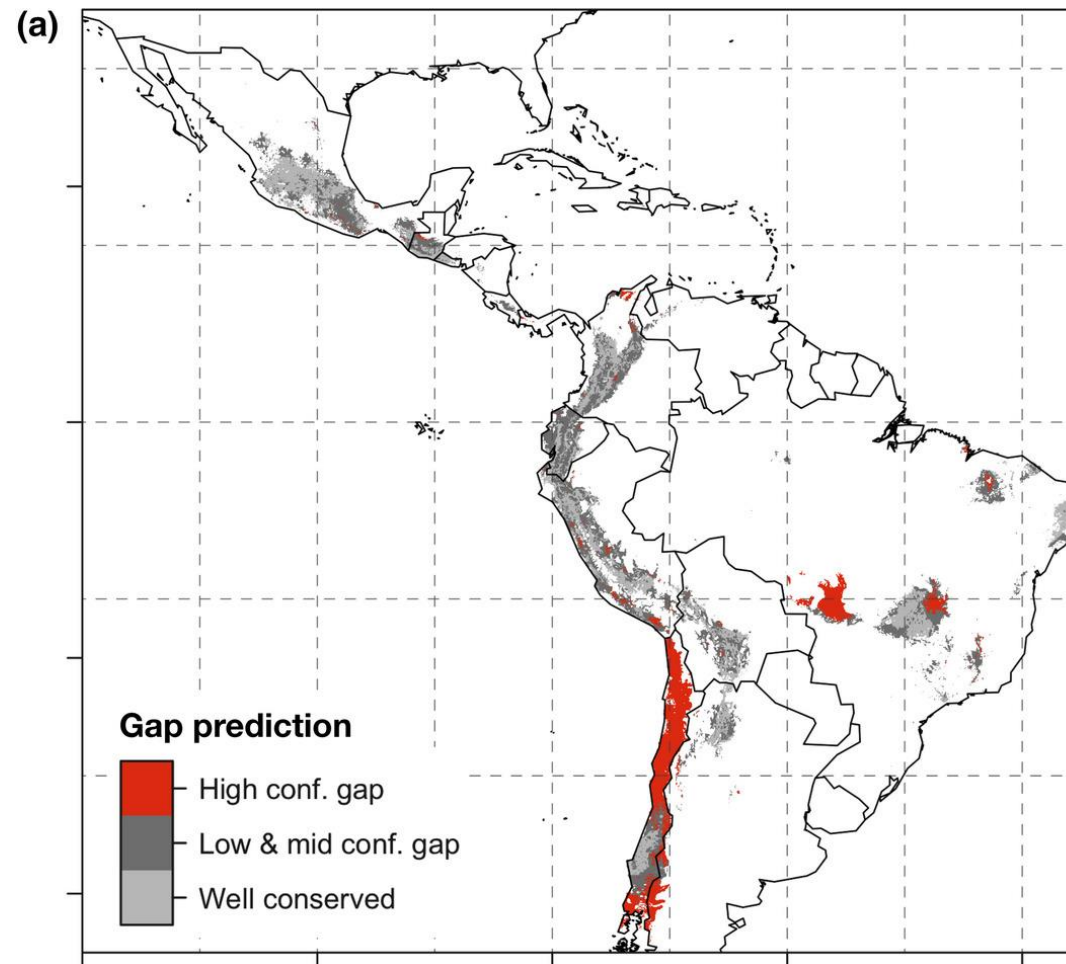 (a)
Gap prediction
High conf. gap
Low & mid conf. gap
Well conserved